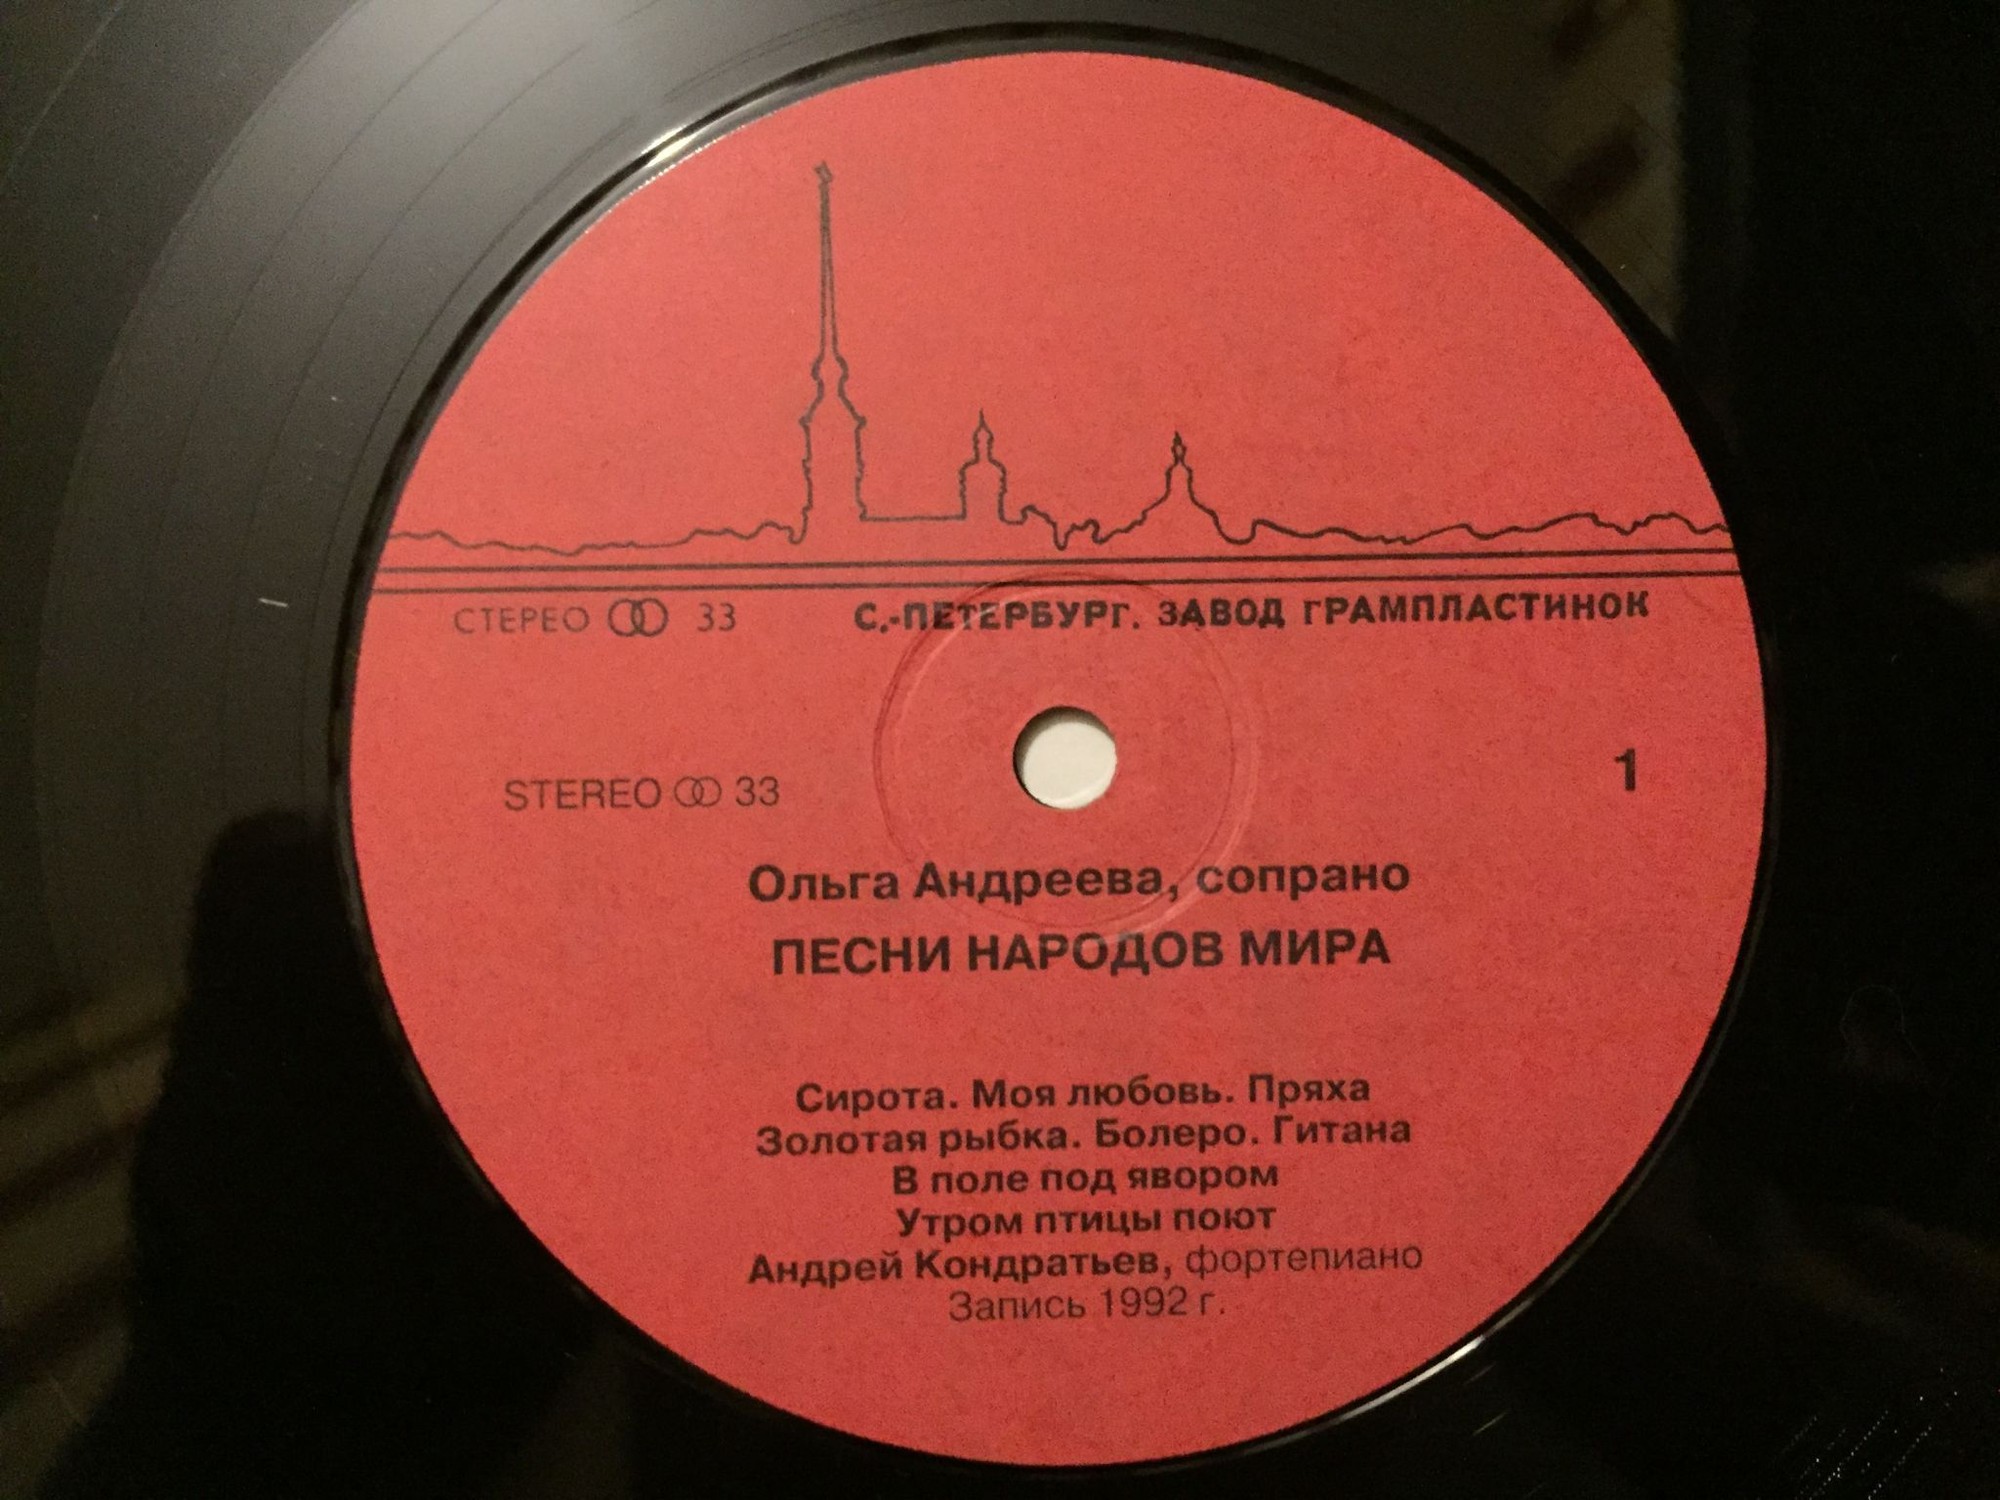 СТЕРЕО 33 С.-ПЕТЕРБУРГ. ЗАВОД ГРАМПЛАСТИНОК
STEREO 33
1
Ольга Андреева, сопрано
ПЕСНИ НАРОДОВ МИРА
Сирота. Моя любовь. Пряха
Золотая рыбка. Болеро. Гитана
В поле под явором
Утром птицы поют
Андрей Кондратьев, фортепиано
Запись 1992 г.